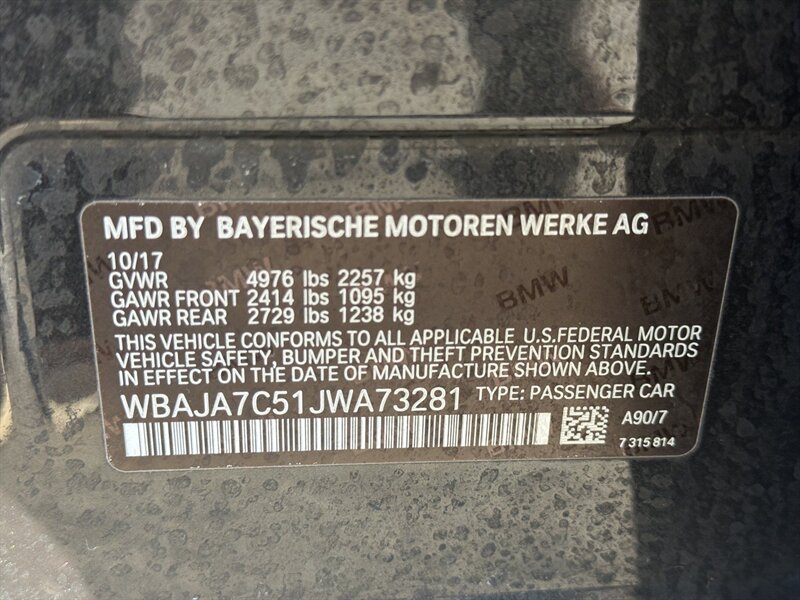 MFD BY BAYERISCHE MOTOREN WERKE AG
10/17
GVWR 4976 lbs 2257 kg
GAWR FRONT 2414 lbs 1095 kg
GAWR REAR 2729 lbs 1238 kg
THIS VEHICLE CONFORMS TO ALL APPLICABLE U.S.FEDERAL MOTOR
VEHICLE SAFETY, BUMPER AND THEFT PREVENTION STANDARDS
IN EFFECT ON THE DATE OF MANUFACTURE SHOWN ABOVE.
WBAJA7C51JWA73281 TYPE: PASSENGER CAR
A90/7
7 315 814
BMW
BMW
BMW